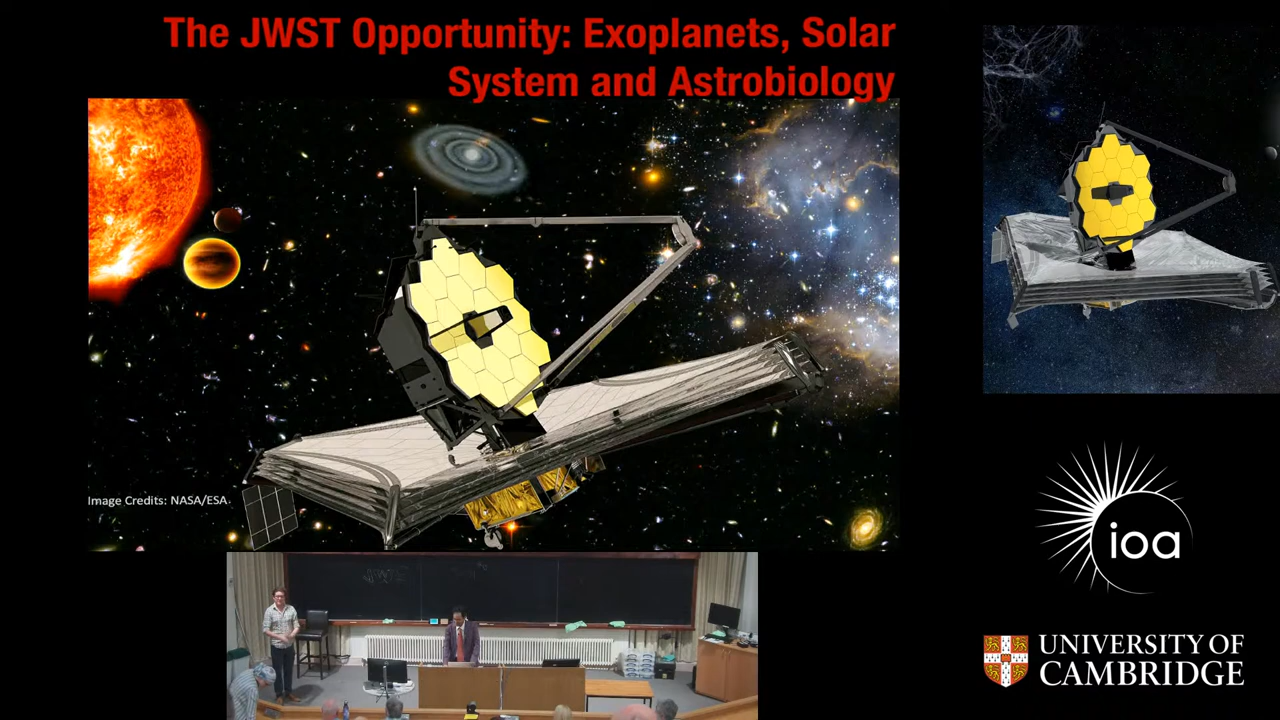 The JWST Opportunity: Exoplanets, Solar
System and Astrobiology
Image Credits: NASA/ESA
ioa
UNIVERSITY OF
CAMBRIDGE